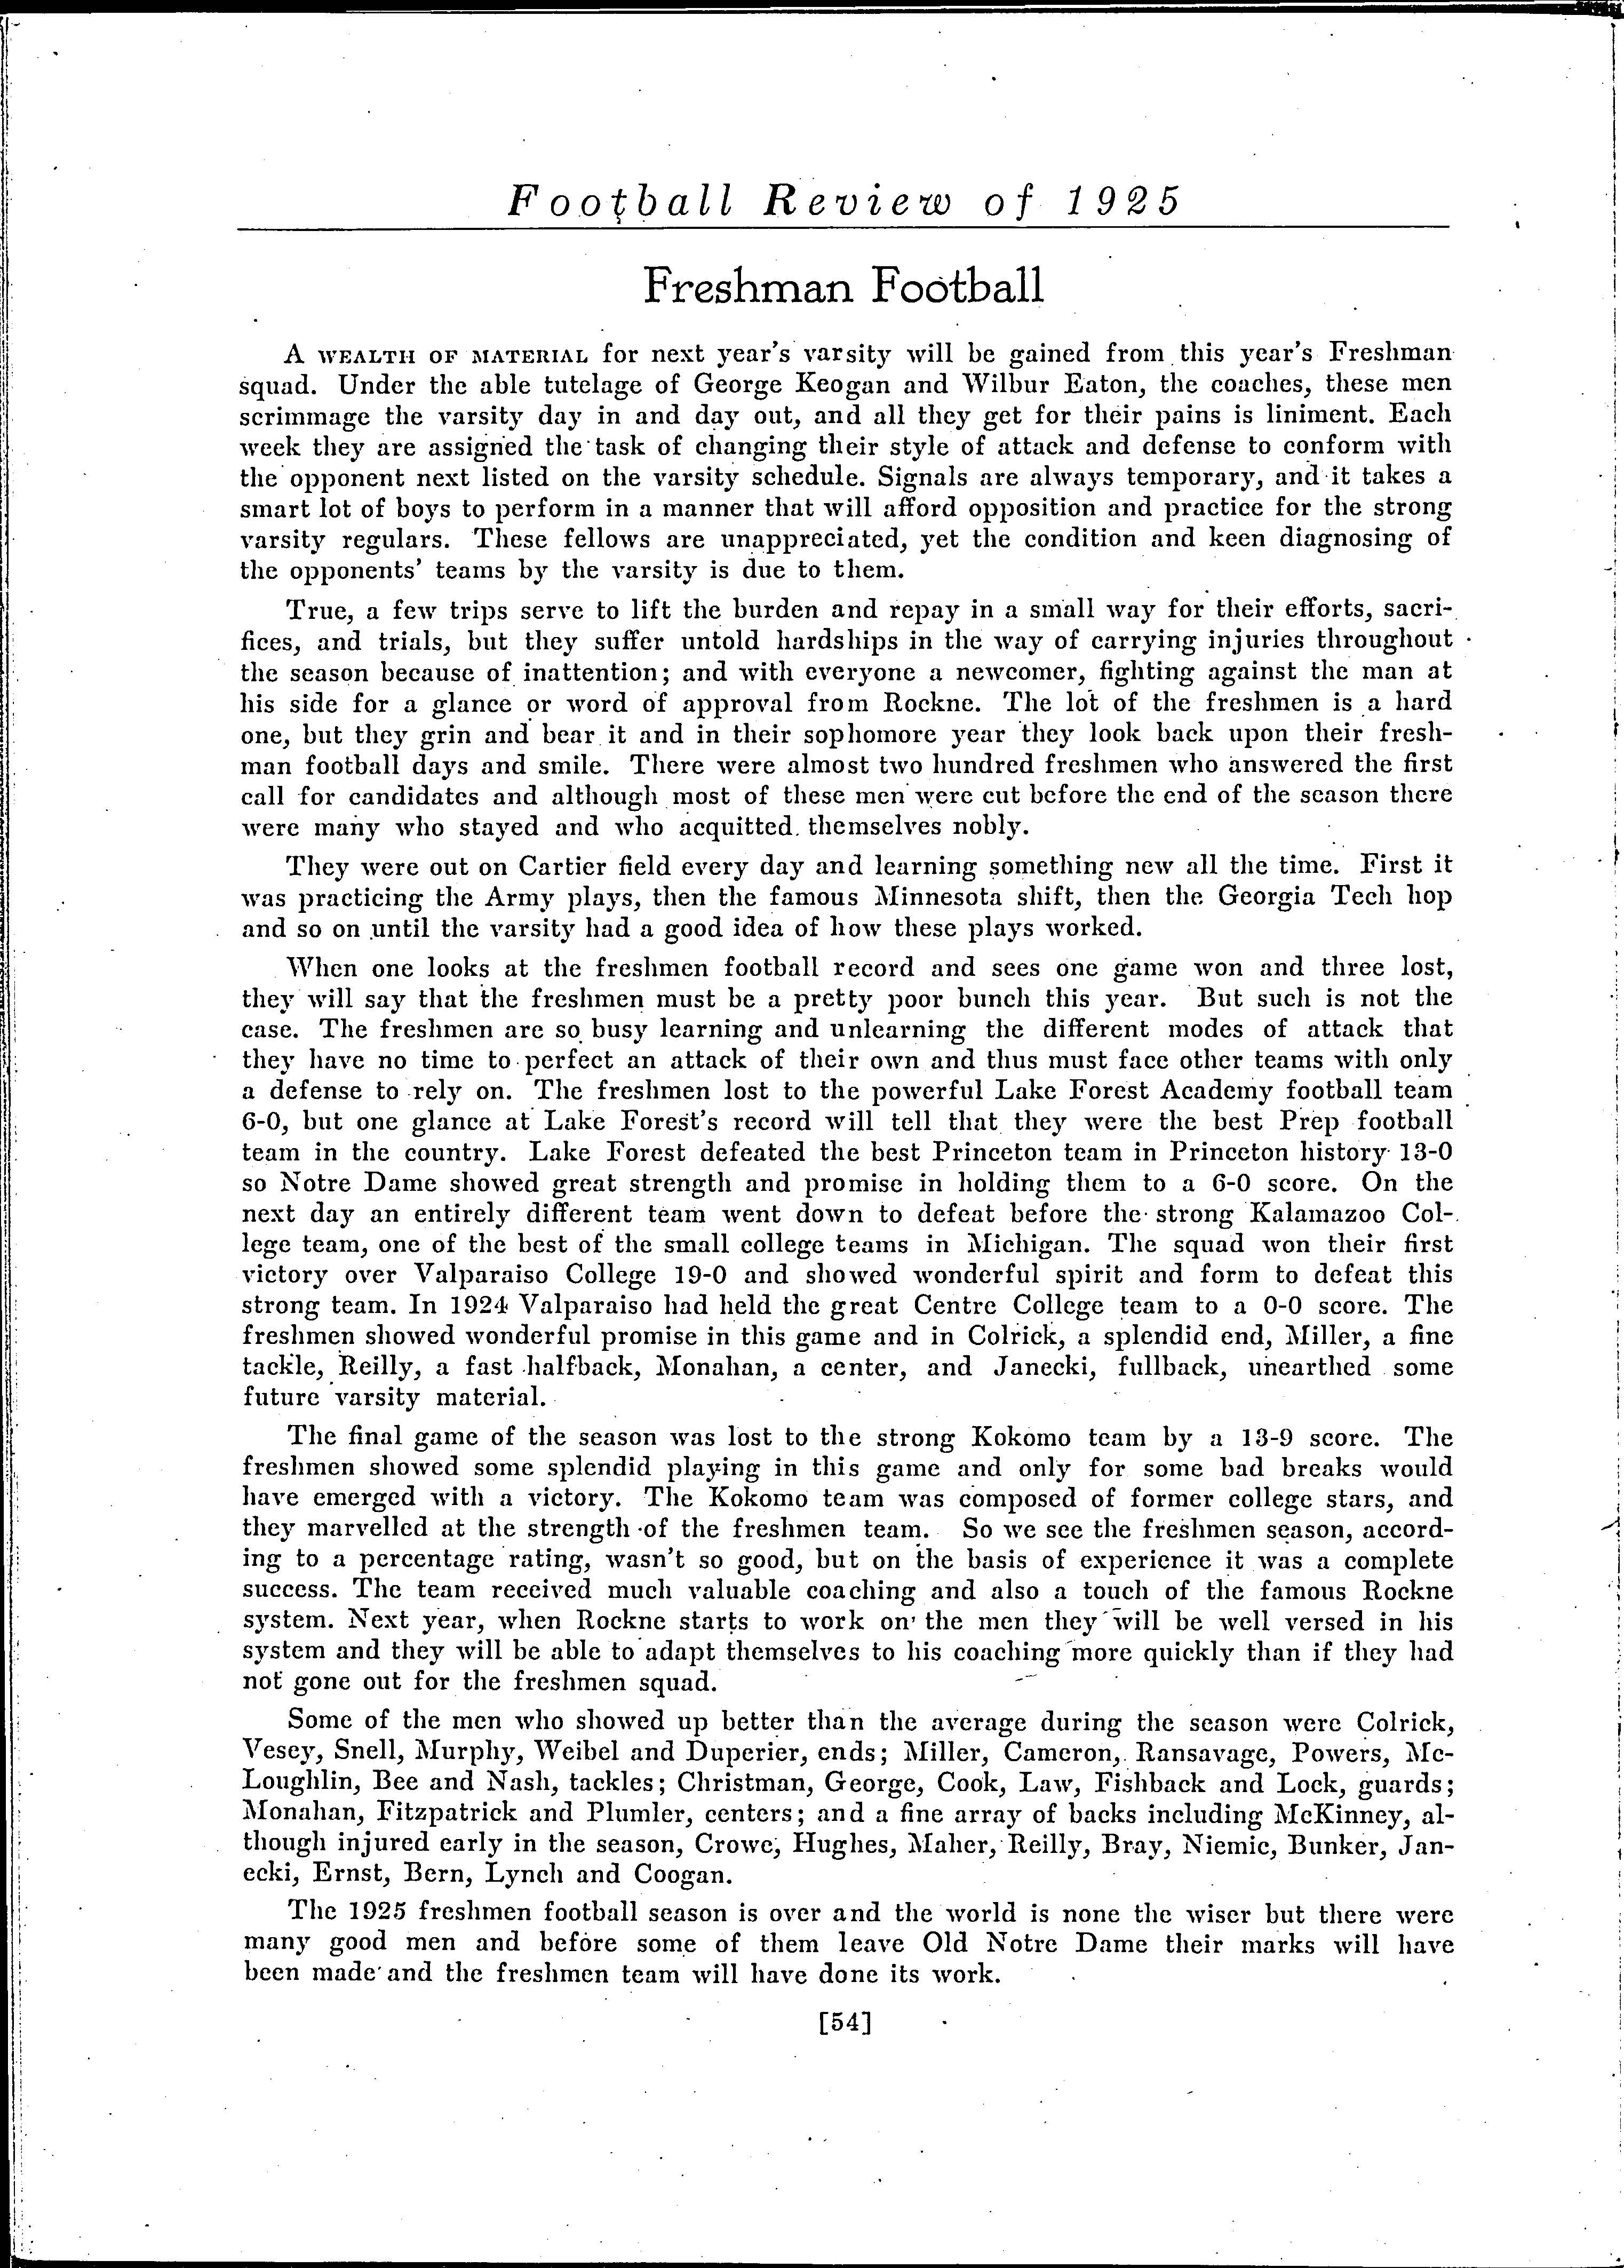 Football Review of 1925
Freshman Football
A WEALTH OF MATERIAL for next year's varsity will be gained from this year's Freshman
squad. Under the able tutelage of George Keogan and Wilbur Eaton, the coaches, these men
scrimmage the varsity day in and day out, and all they get for their pains is liniment. Each
week they are assigned the task of changing their style of attack and defense to conform with
the opponent next listed on the varsity schedule. Signals are always temporary, and it takes a
smart lot of boys to perform in a manner that will afford opposition and practice for the strong
varsity regulars. These fellows are unappreciated, yet the condition and keen diagnosing of
the opponents' teams by the varsity is due to them.
True, a few trips serve to lift the burden and repay in a small way for their efforts, sacri-
fices, and trials, but they suffer untold hardships in the way of carrying injuries throughout
the season because of inattention; and with everyone a newcomer, fighting against the man at
his side for a glance or word of approval from Rockne. The lot of the freshmen is a hard
one, but they grin and bear it and in their sophomore year they look back upon their fresh-
man football days and smile. There were almost two hundred freshmen who answered the first
call for candidates and although most of these men were cut before the end of the season there
were many who stayed and who acquitted themselves nobly.
They were out on Cartier field every day and learning something new all the time. First it
was practicing the Army plays, then the famous Minnesota shift, then the Georgia Tech hop
and so on until the varsity had a good idea of how these plays worked.
When one looks at the freshmen football record and sees one game won and three lost,
they will say that the freshmen must be a pretty poor bunch this year. But such is not the
case. The freshmen are so busy learning and unlearning the different modes of attack that
they have no time to perfect an attack of their own and thus must face other teams with only
a defense to rely on. The freshmen lost to the powerful Lake Forest Academy football team
6-0, but one glance at Lake Forest's record will tell that they were the best Prep football
team in the country. Lake Forest defeated the best Princeton team in Princeton history 13-0
so Notre Dame showed great strength and promise in holding them to a 6-0 score. On the
next day an entirely different team went down to defeat before the strong Kalamazoo Col-
lege team, one of the best of the small college teams in Michigan. The squad won their first
victory over Valparaiso College 19-0 and showed wonderful spirit and form to defeat this
strong team. In 1924 Valparaiso had held the great Centre College team to a 0-0 score. The
freshmen showed wonderful promise in this game and in Colrick, a splendid end, Miller, a fine
tackle, Reilly, a fast halfback, Monahan, a center, and Janecki, fullback, unearthed some
future varsity material.
The final game of the season was lost to the strong Kokomo team by a 13-9 score. The
freshmen showed some splendid playing in this game and only for some bad breaks would
have emerged with a victory. The Kokomo team was composed of former college stars, and
they marvelled at the strength of the freshmen team. So we see the freshmen season, accord-
ing to a percentage rating, wasn't so good, but on the basis of experience it was a complete
success. The team received much valuable coaching and also a touch of the famous Rockne
system. Next year, when Rockne starts to work on the men they will be well versed in his
system and they will be able to adapt themselves to his coaching more quickly than if they had
not gone out for the freshmen squad.
Some of the men who showed up better than the average during the season were Colrick,
Vesey, Snell, Murphy, Weibel and Duperier, ends; Miller, Cameron, Ransavage, Powers, Mc-
Loughlin, Bee and Nash, tackles; Christman, George, Cook, Law, Fishback and Lock, guards;
Monahan, Fitzpatrick and Plumler, centers; and a fine array of backs including McKinney, al-
though injured early in the season, Crowe, Hughes, Maher, Reilly, Bray, Niemic, Bunker, Jan-
ecki, Ernst, Bern, Lynch and Coogan.
The 1925 freshmen football season is over and the world is none the wiser but there were
many good men and before some of them leave Old Notre Dame their marks will have
been made and the freshmen team will have done its work.
[54]